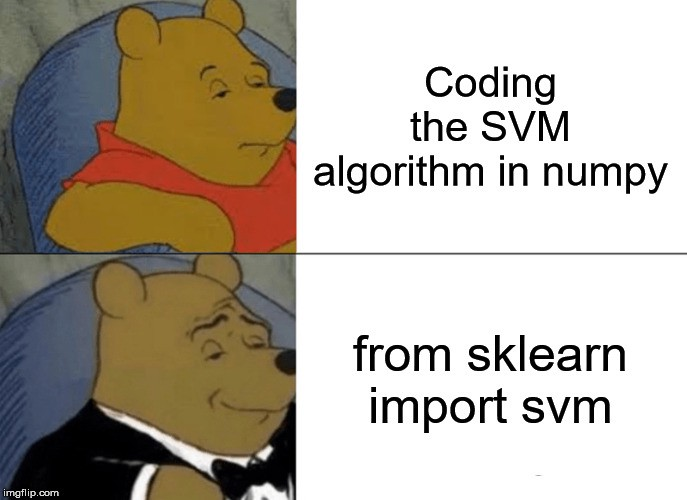 Coding
the SVM
algorithm in numpy
from sklearn
import svm
imgflip.com